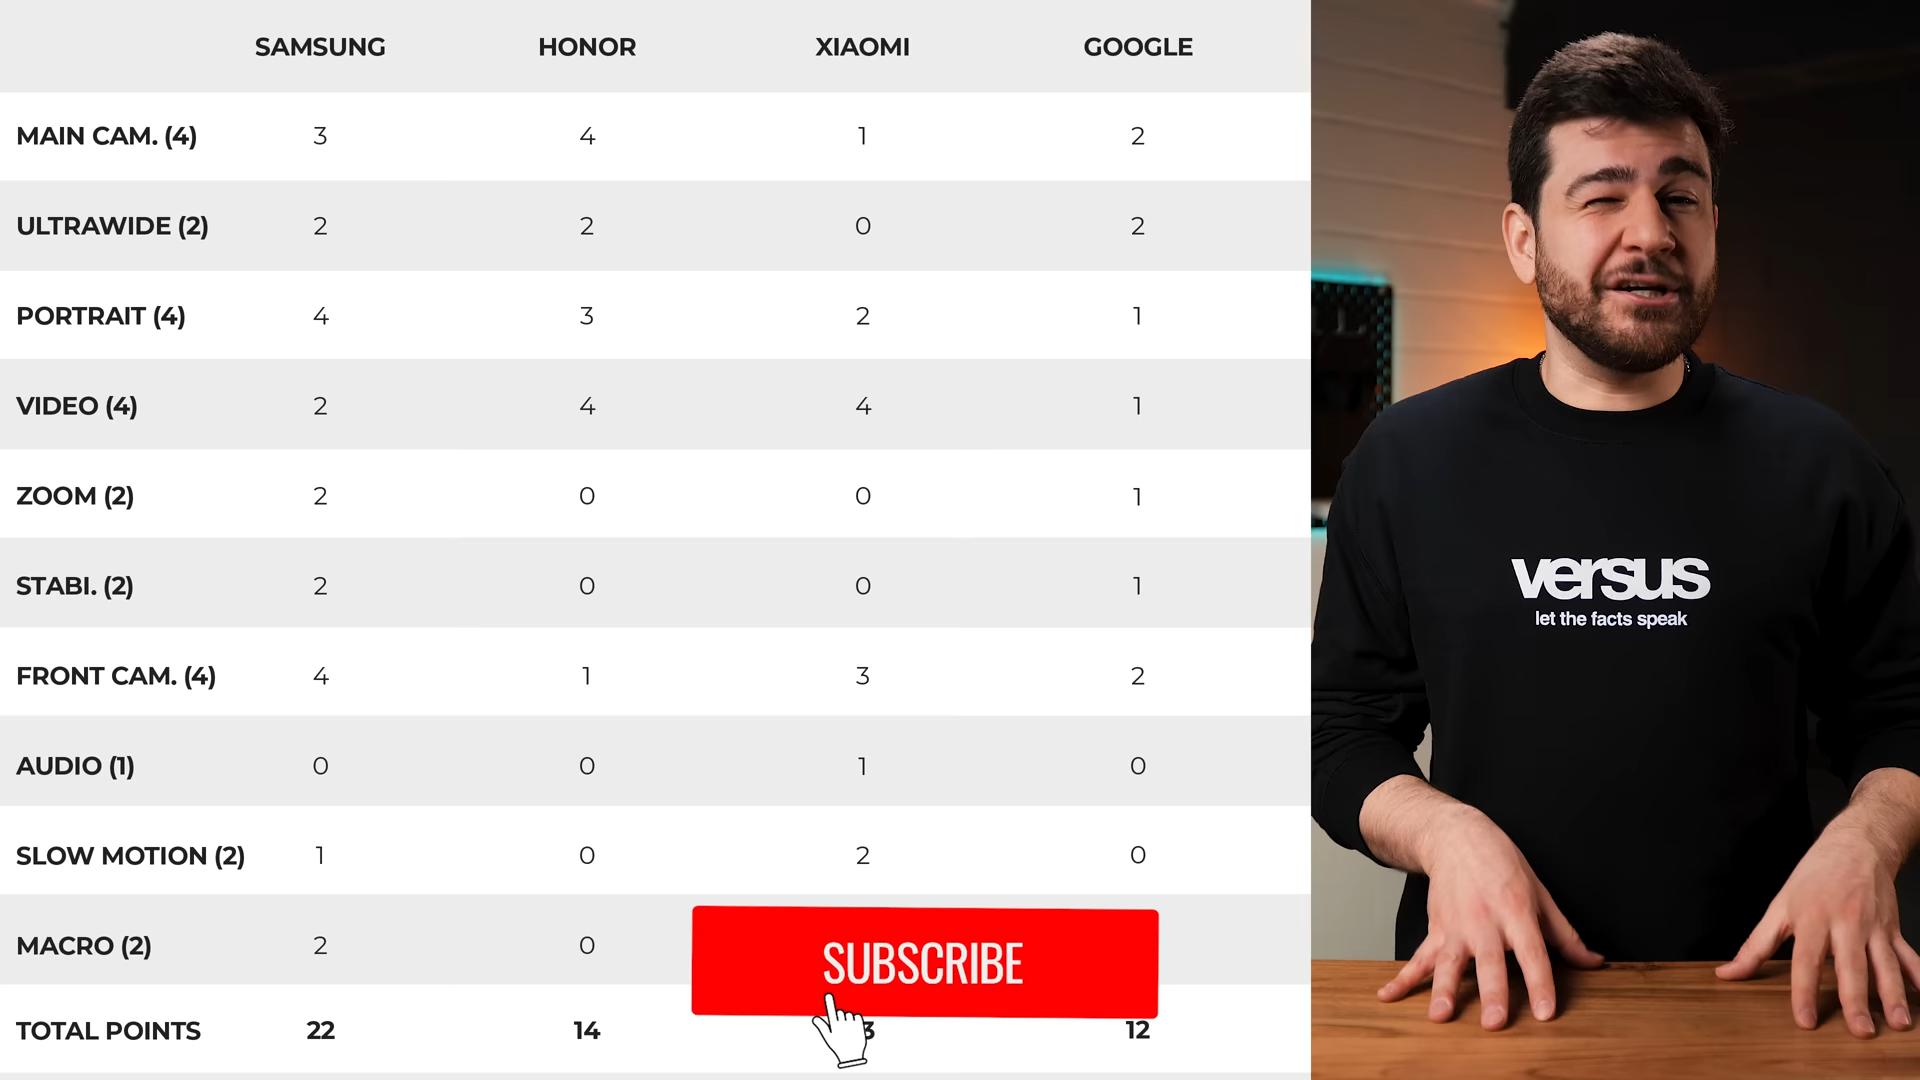 SAMSUNG HONOR XIAOMI GOOGLE
MAIN CAM. (4) 3 4 1 2
ULTRAWIDE (2) 2 2 0 2
PORTRAIT (4) 4 3 2 1
VIDEO (4) 2 4 4 1
ZOOM (2) 2 0 0 1
STABI. (2) 2 0 0 1
FRONT CAM. (4) 4 1 3 2
AUDIO (1) 0 0 1 0
SLOW MOTION (2) 1 0 2 0
MACRO (2) 2 0
SUBSCRIBE
TOTAL POINTS 22 14 12
versus
let the facts speak